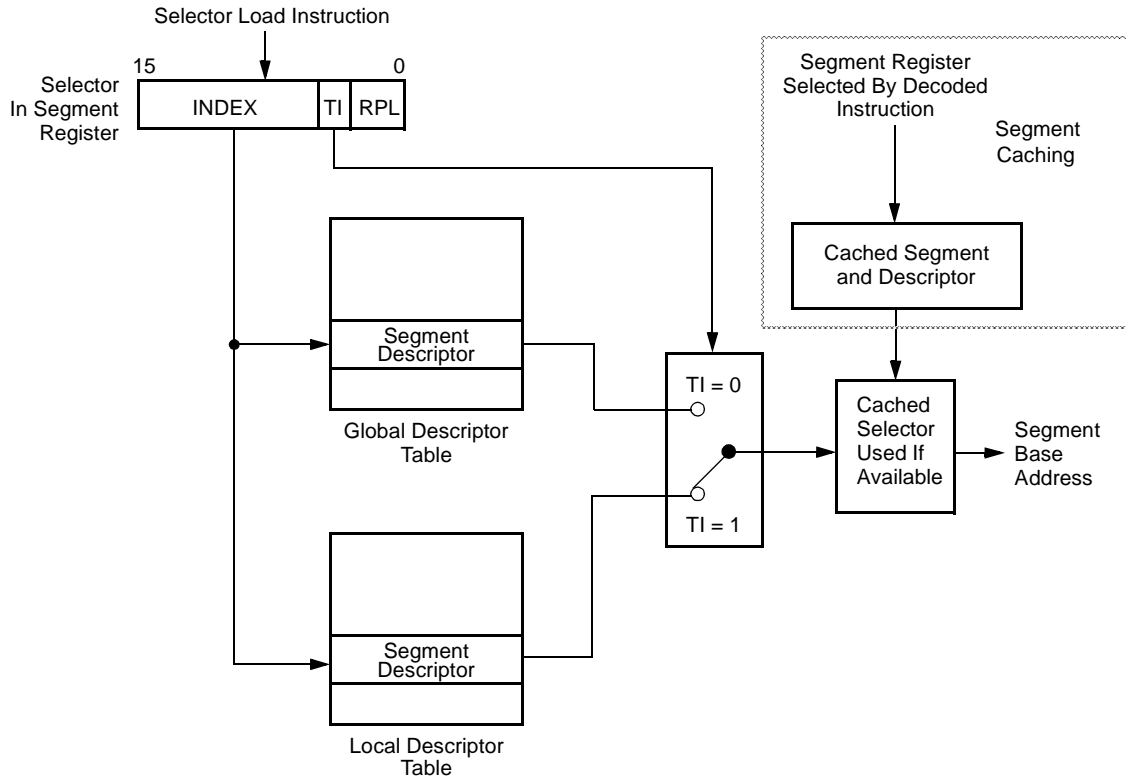 Selector Load Instruction
15 0
Selector
In Segment
Register
INDEX TI RPL
Segment Register
Selected By Decoded
Instruction
Segment
Caching
Cached Segment
and Descriptor
Segment
Descriptor
Global Descriptor
Table
TI = 0
TI = 1
Cached
Selector
Used If
Available
Segment
Base
Address
Segment
Descriptor
Local Descriptor
Table